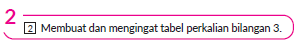 2
2 Membuat dan mengingat tabel perkalian bilangan 3.